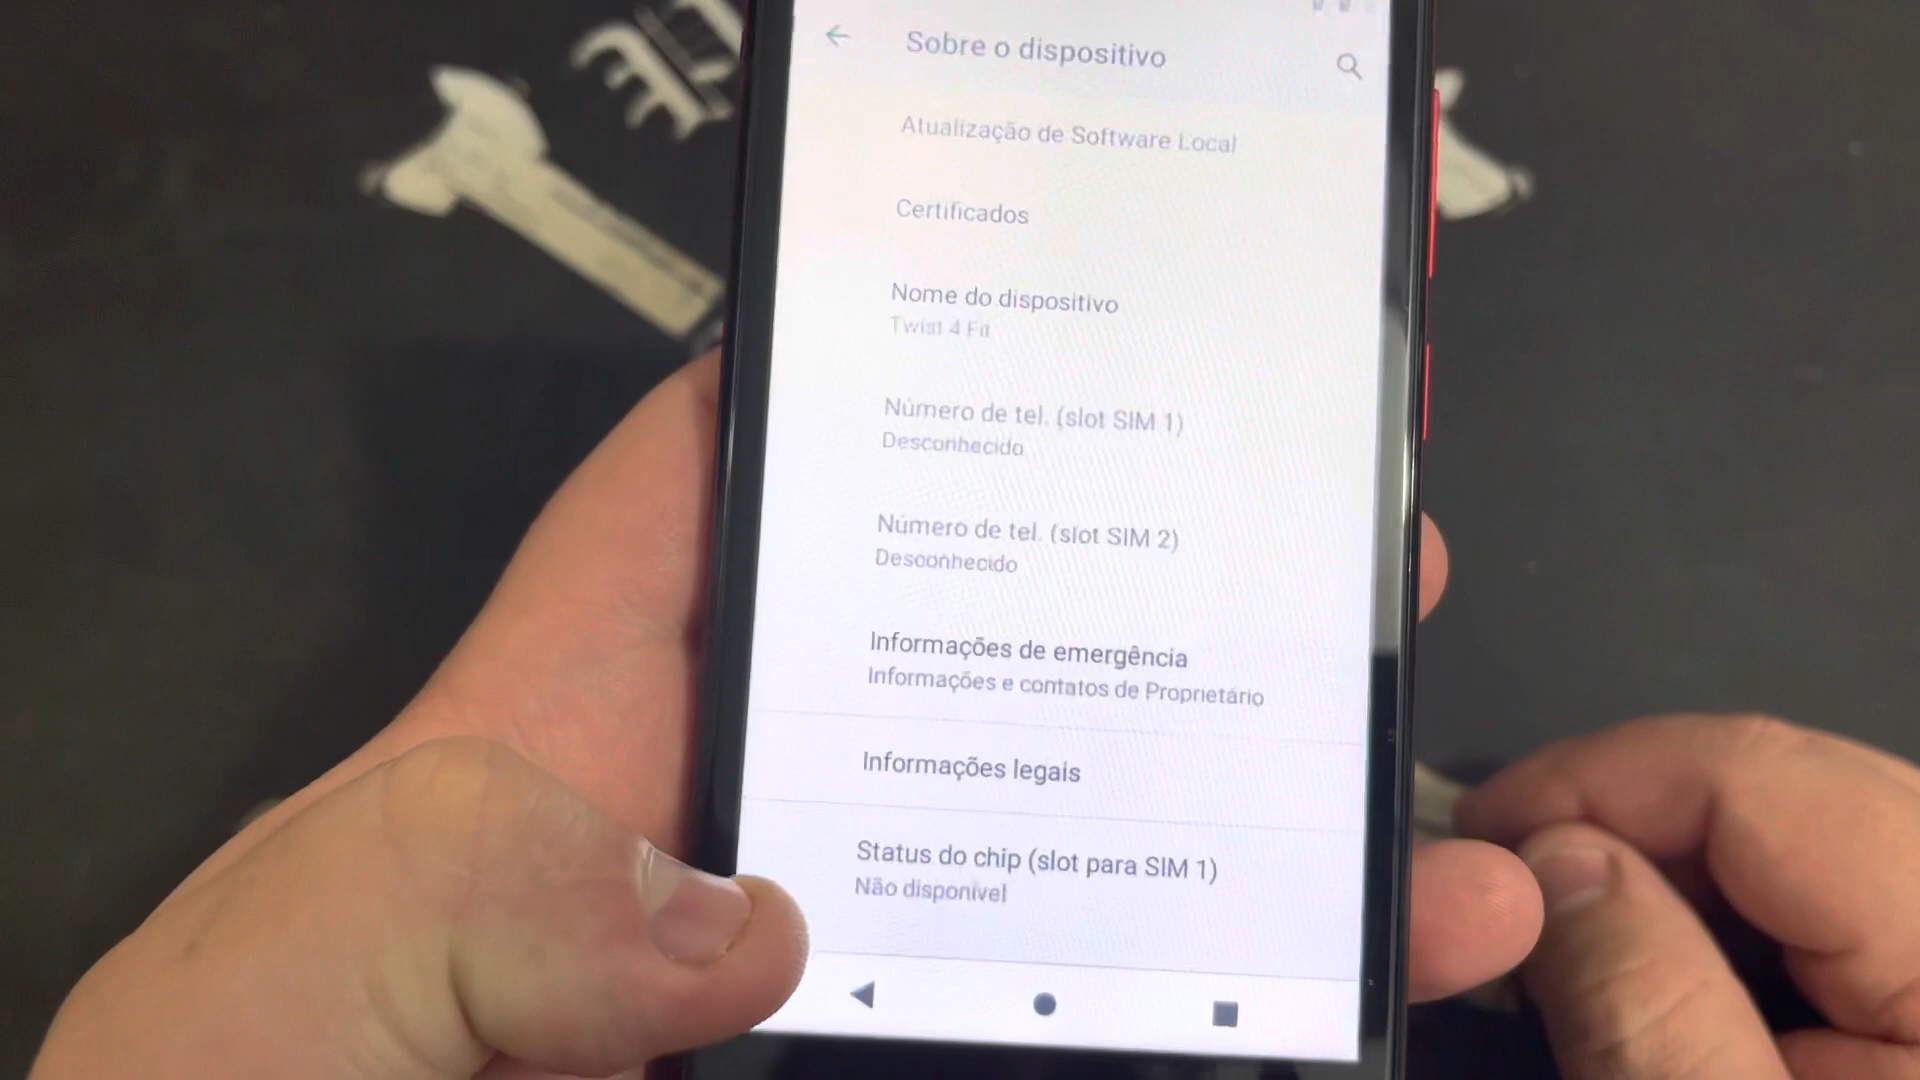 Sobre o dispositivo
Atualização de Software Local
Certificados
Nome do dispositivo
Twist 4 Fit
Número de tel. (slot SIM 1)
Desconhecido
Número de tel. (slot SIM 2)
Desconhecido
Informações de emergência
Informações e contatos de Proprietário
Informações legais
Status do chip (slot para SIM 1)
Não disponível